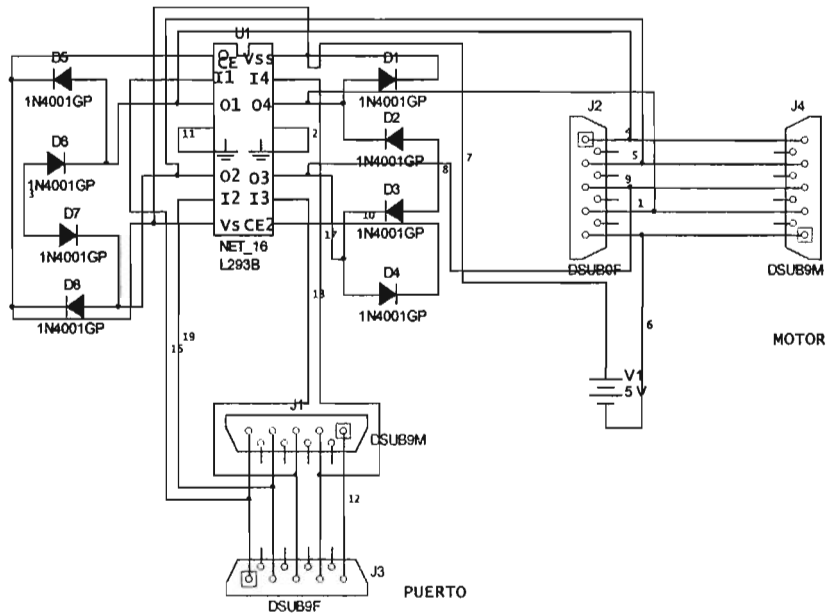 U1
CE
Vss
I1
I4
O1
O4
11
2
O2
O3
I2
I3
Vs
CE2
NET_16
L293B
D5
1N4001GP
D6
1N4001GP
3
D7
1N4001GP
D8
1N4001GP
D1
1N4001GP
D2
1N4001GP
8
7
D3
10
1N4001GP
17
D4
1N4001GP
13
19
15
J2
4
5
9
1
DSUB9F
J4
DSUB9M
6
MOTOR
V1
5 V
J1
DSUB9M
12
J3
DSUB9F
PUERTO